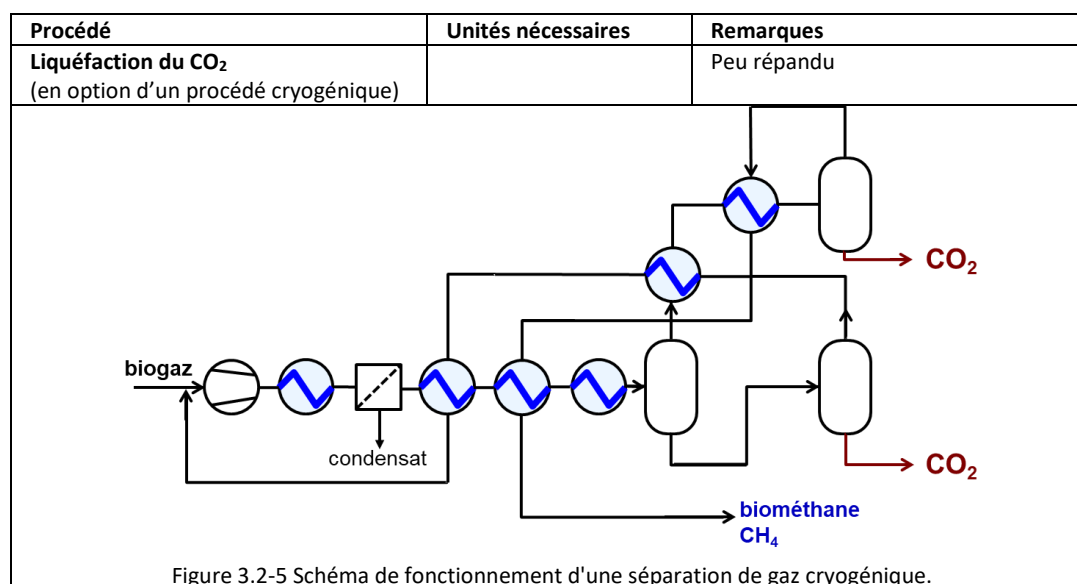 Procédé Unités nécessaires Remarques
Liquéfaction du CO₂ Peu répandu
(en option d'un procédé cryogénique)
CO₂
biogaz
condensat
CO₂
biométhane
CH₄
Figure 3.2-5 Schéma de fonctionnement d'une séparation de gaz cryogénique.